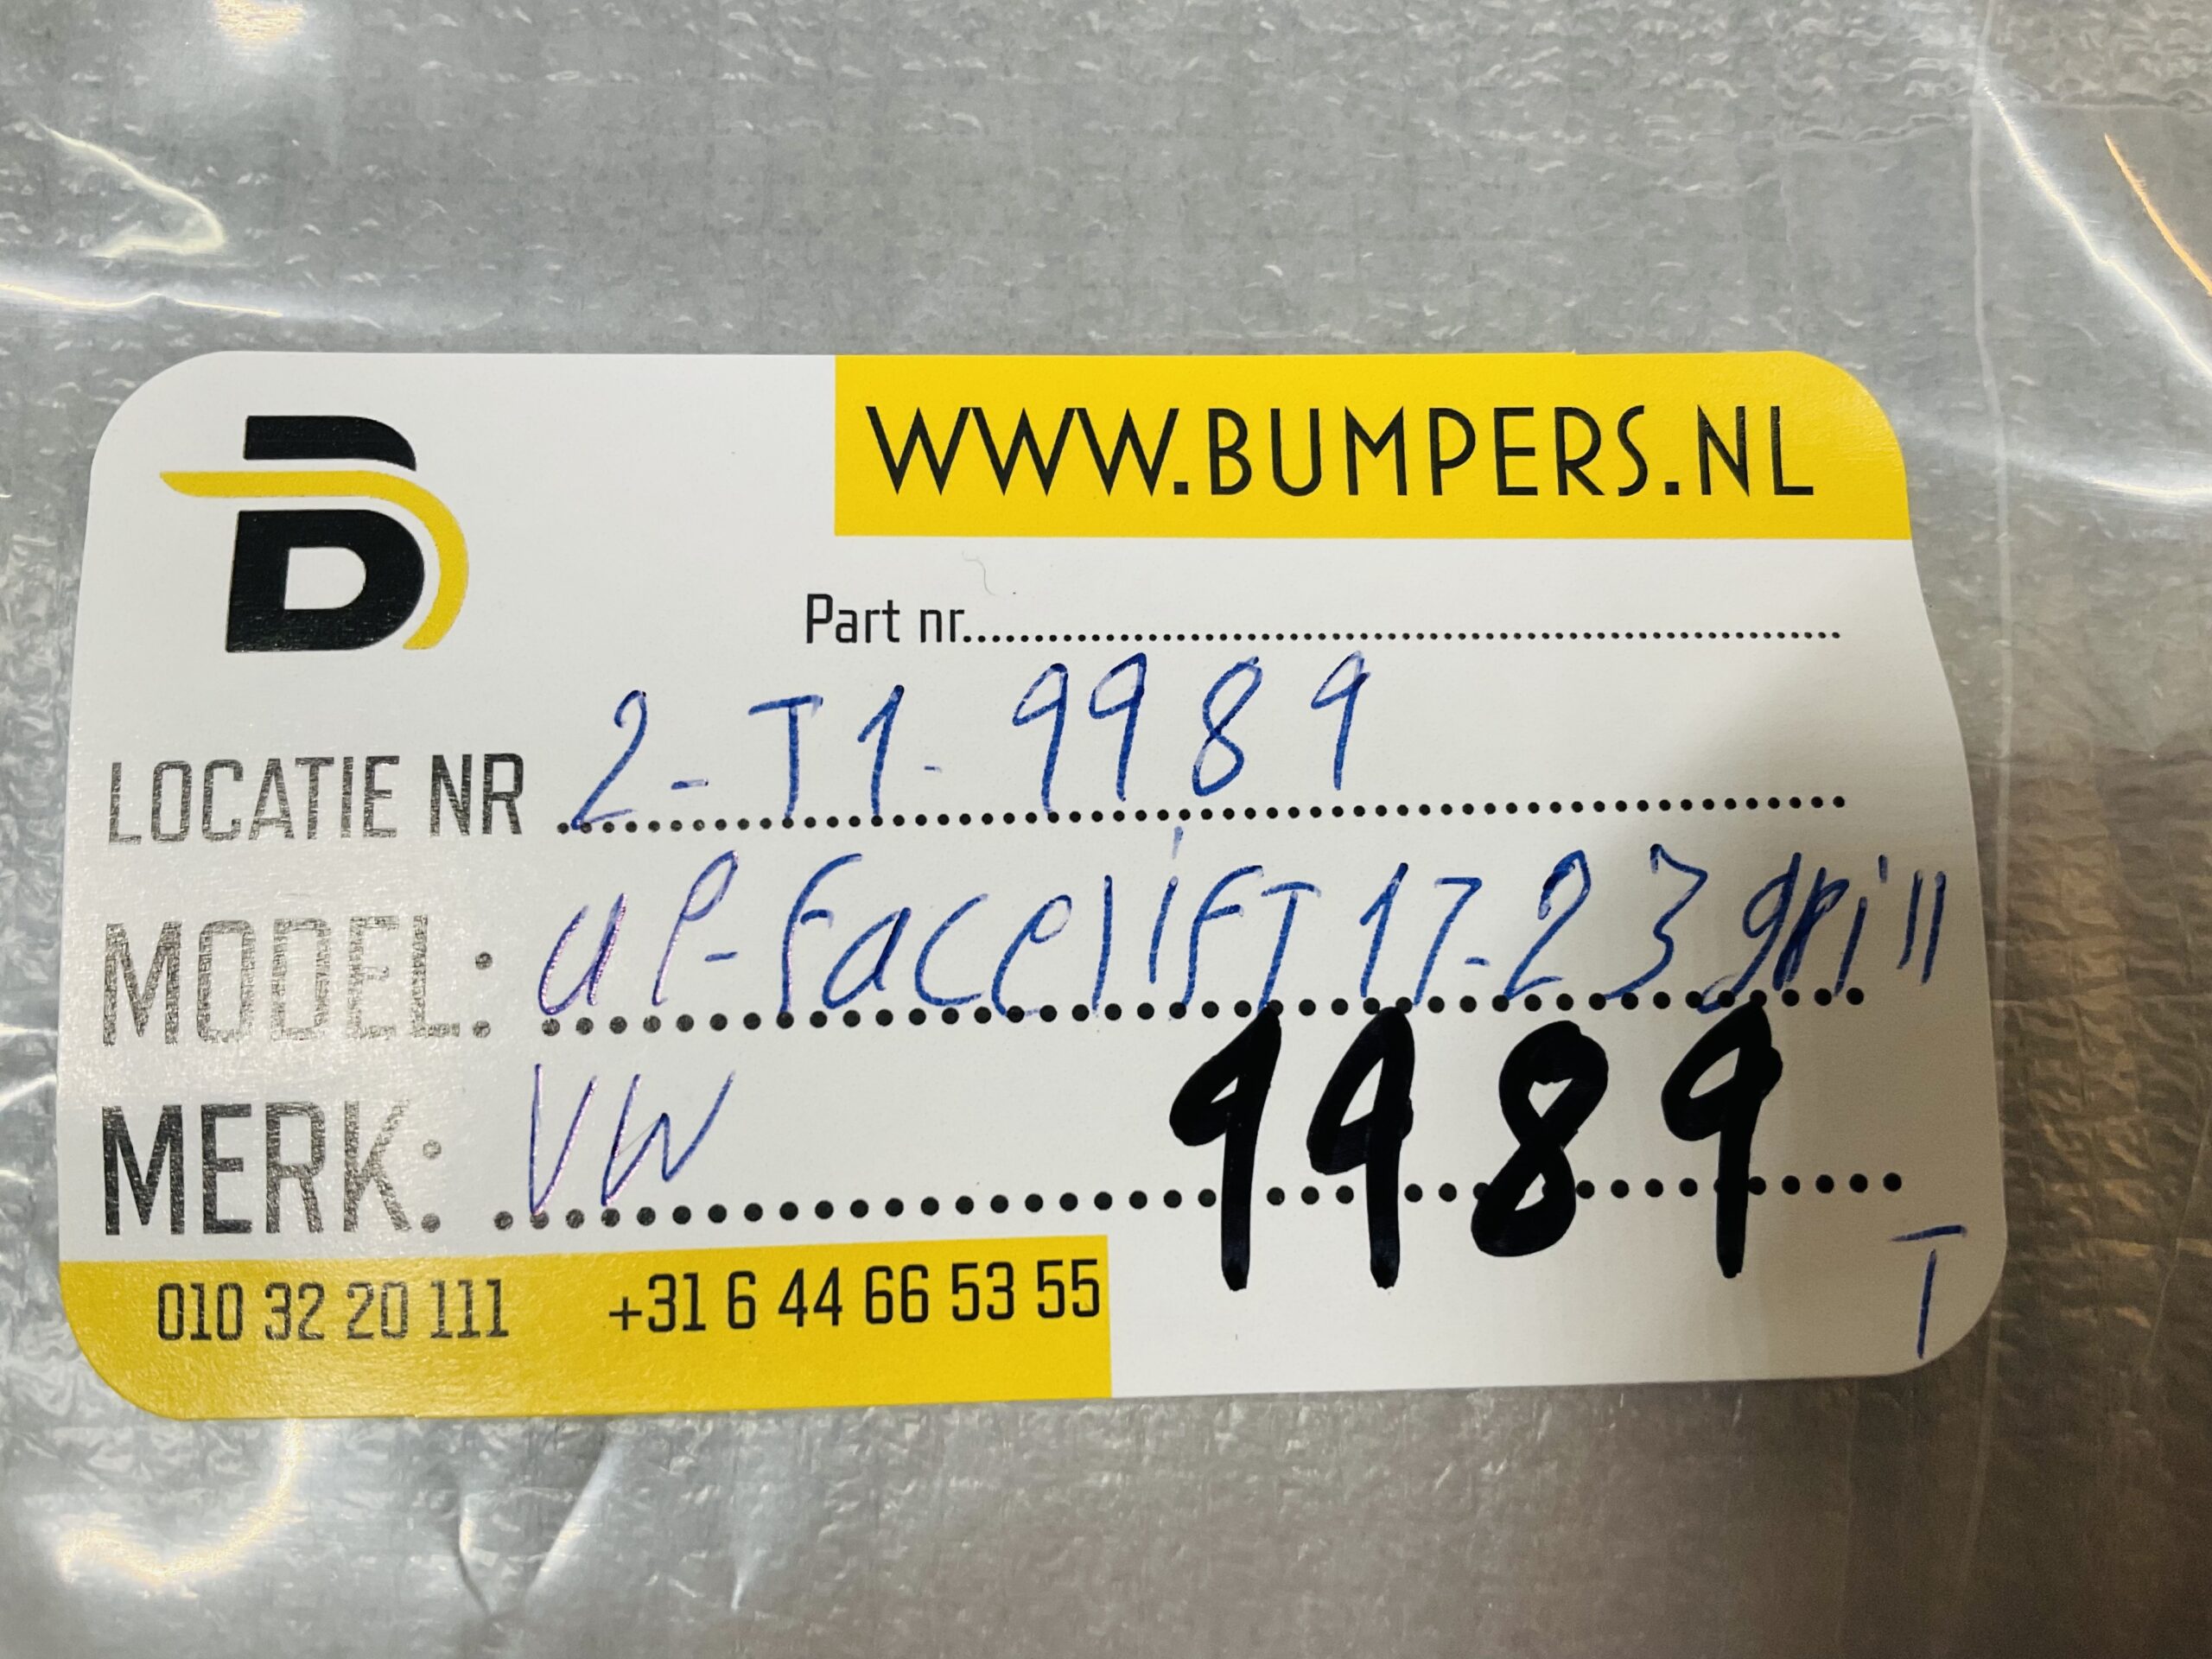 B
WWW.BUMPERS.NL
Part nr..........
LOCATIE NR 2-T1-9989
MODEL: UP-FaceliFT 17-23 grill
MERK: VW 9989
010 32 20 111 +31 6 44 66 53 55
T